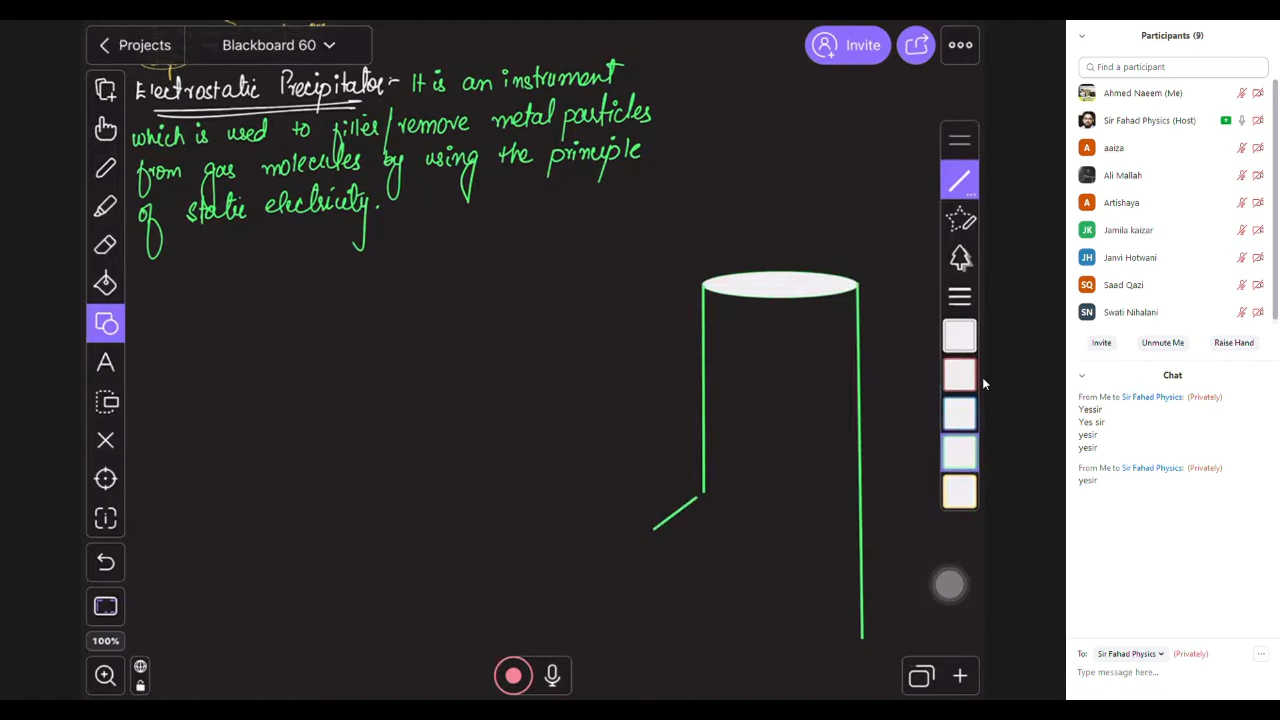 Projects
Blackboard 60
Invite
Electrostatic Precipitator:- It is an instrument
which is used to filter/remove metal particles
from gas molecules by using the principle
of static electricity.
100%
Participants (9)
Find a participant
Ahmed Naeem (Me)
Sir Fahad Physics (Host)
A aaiza
Ali Mallah
A Artishaya
JK Jamila kaizar
JH Janvi Hotwani
SQ Saad Qazi
SN Swati Nihalani
Invite Unmute Me Raise Hand
Chat
From Me to Sir Fahad Physics: (Privately)
Yessir
Yes sir
yesir
yesir
From Me to Sir Fahad Physics: (Privately)
yesir
To: Sir Fahad Physics (Privately)
Type message here...